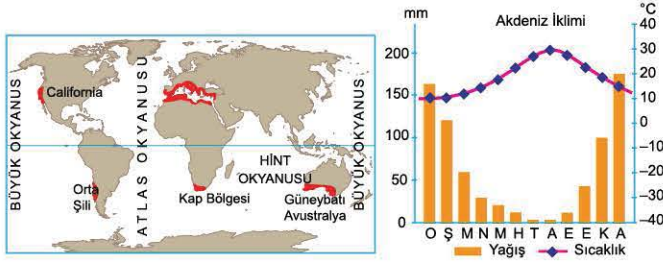 BÜYÜK OKYANUS
California
ATLAS OKYANUSU
HİNT
OKYANUSU
BÜYÜK OKYANUS
Orta
Şili
Kap Bölgesi
Güneybatı
Avustralya
mm
Akdeniz İklimi
°C
200
150
100
50
0
40
30
20
10
0
−10
−20
−30
−40
O Ş M N M H T A E E K A
Yağış
Sıcaklık